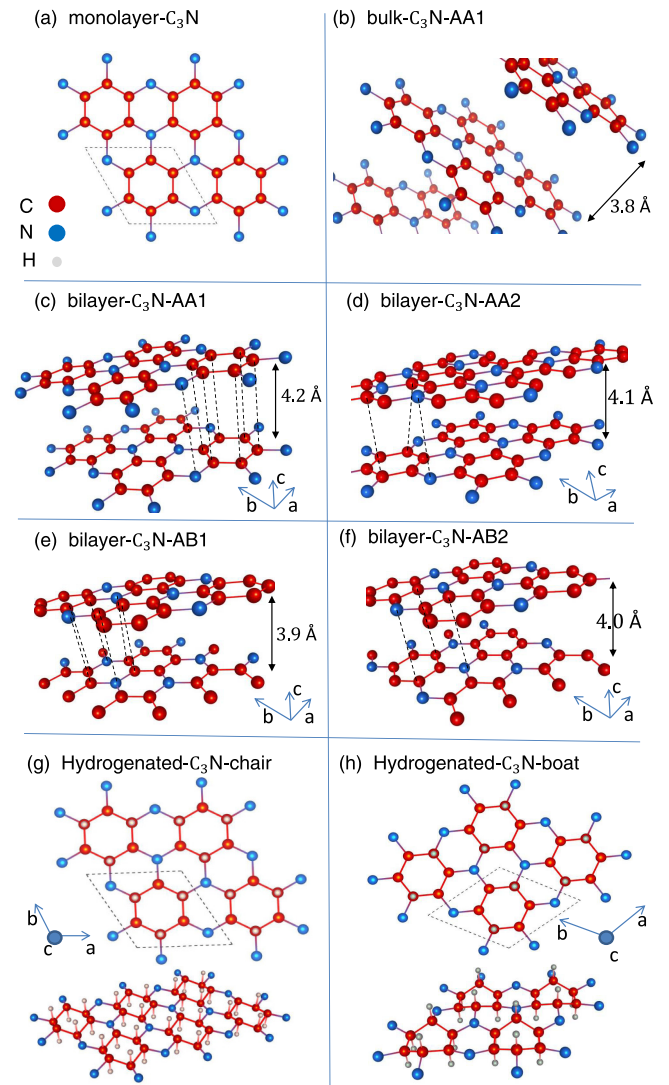 (a) monolayer-C₃N
(b) bulk-C₃N-AA1
C
N
H
3.8 Å
(c) bilayer-C₃N-AA1
(d) bilayer-C₃N-AA2
4.2 Å
4.1 Å
c
b
a
c
b
a
(e) bilayer-C₃N-AB1
(f) bilayer-C₃N-AB2
3.9 Å
4.0 Å
c
b
a
c
b
a
(g) Hydrogenated-C₃N-chair
(h) Hydrogenated-C₃N-boat
b
c
a
a
b
c